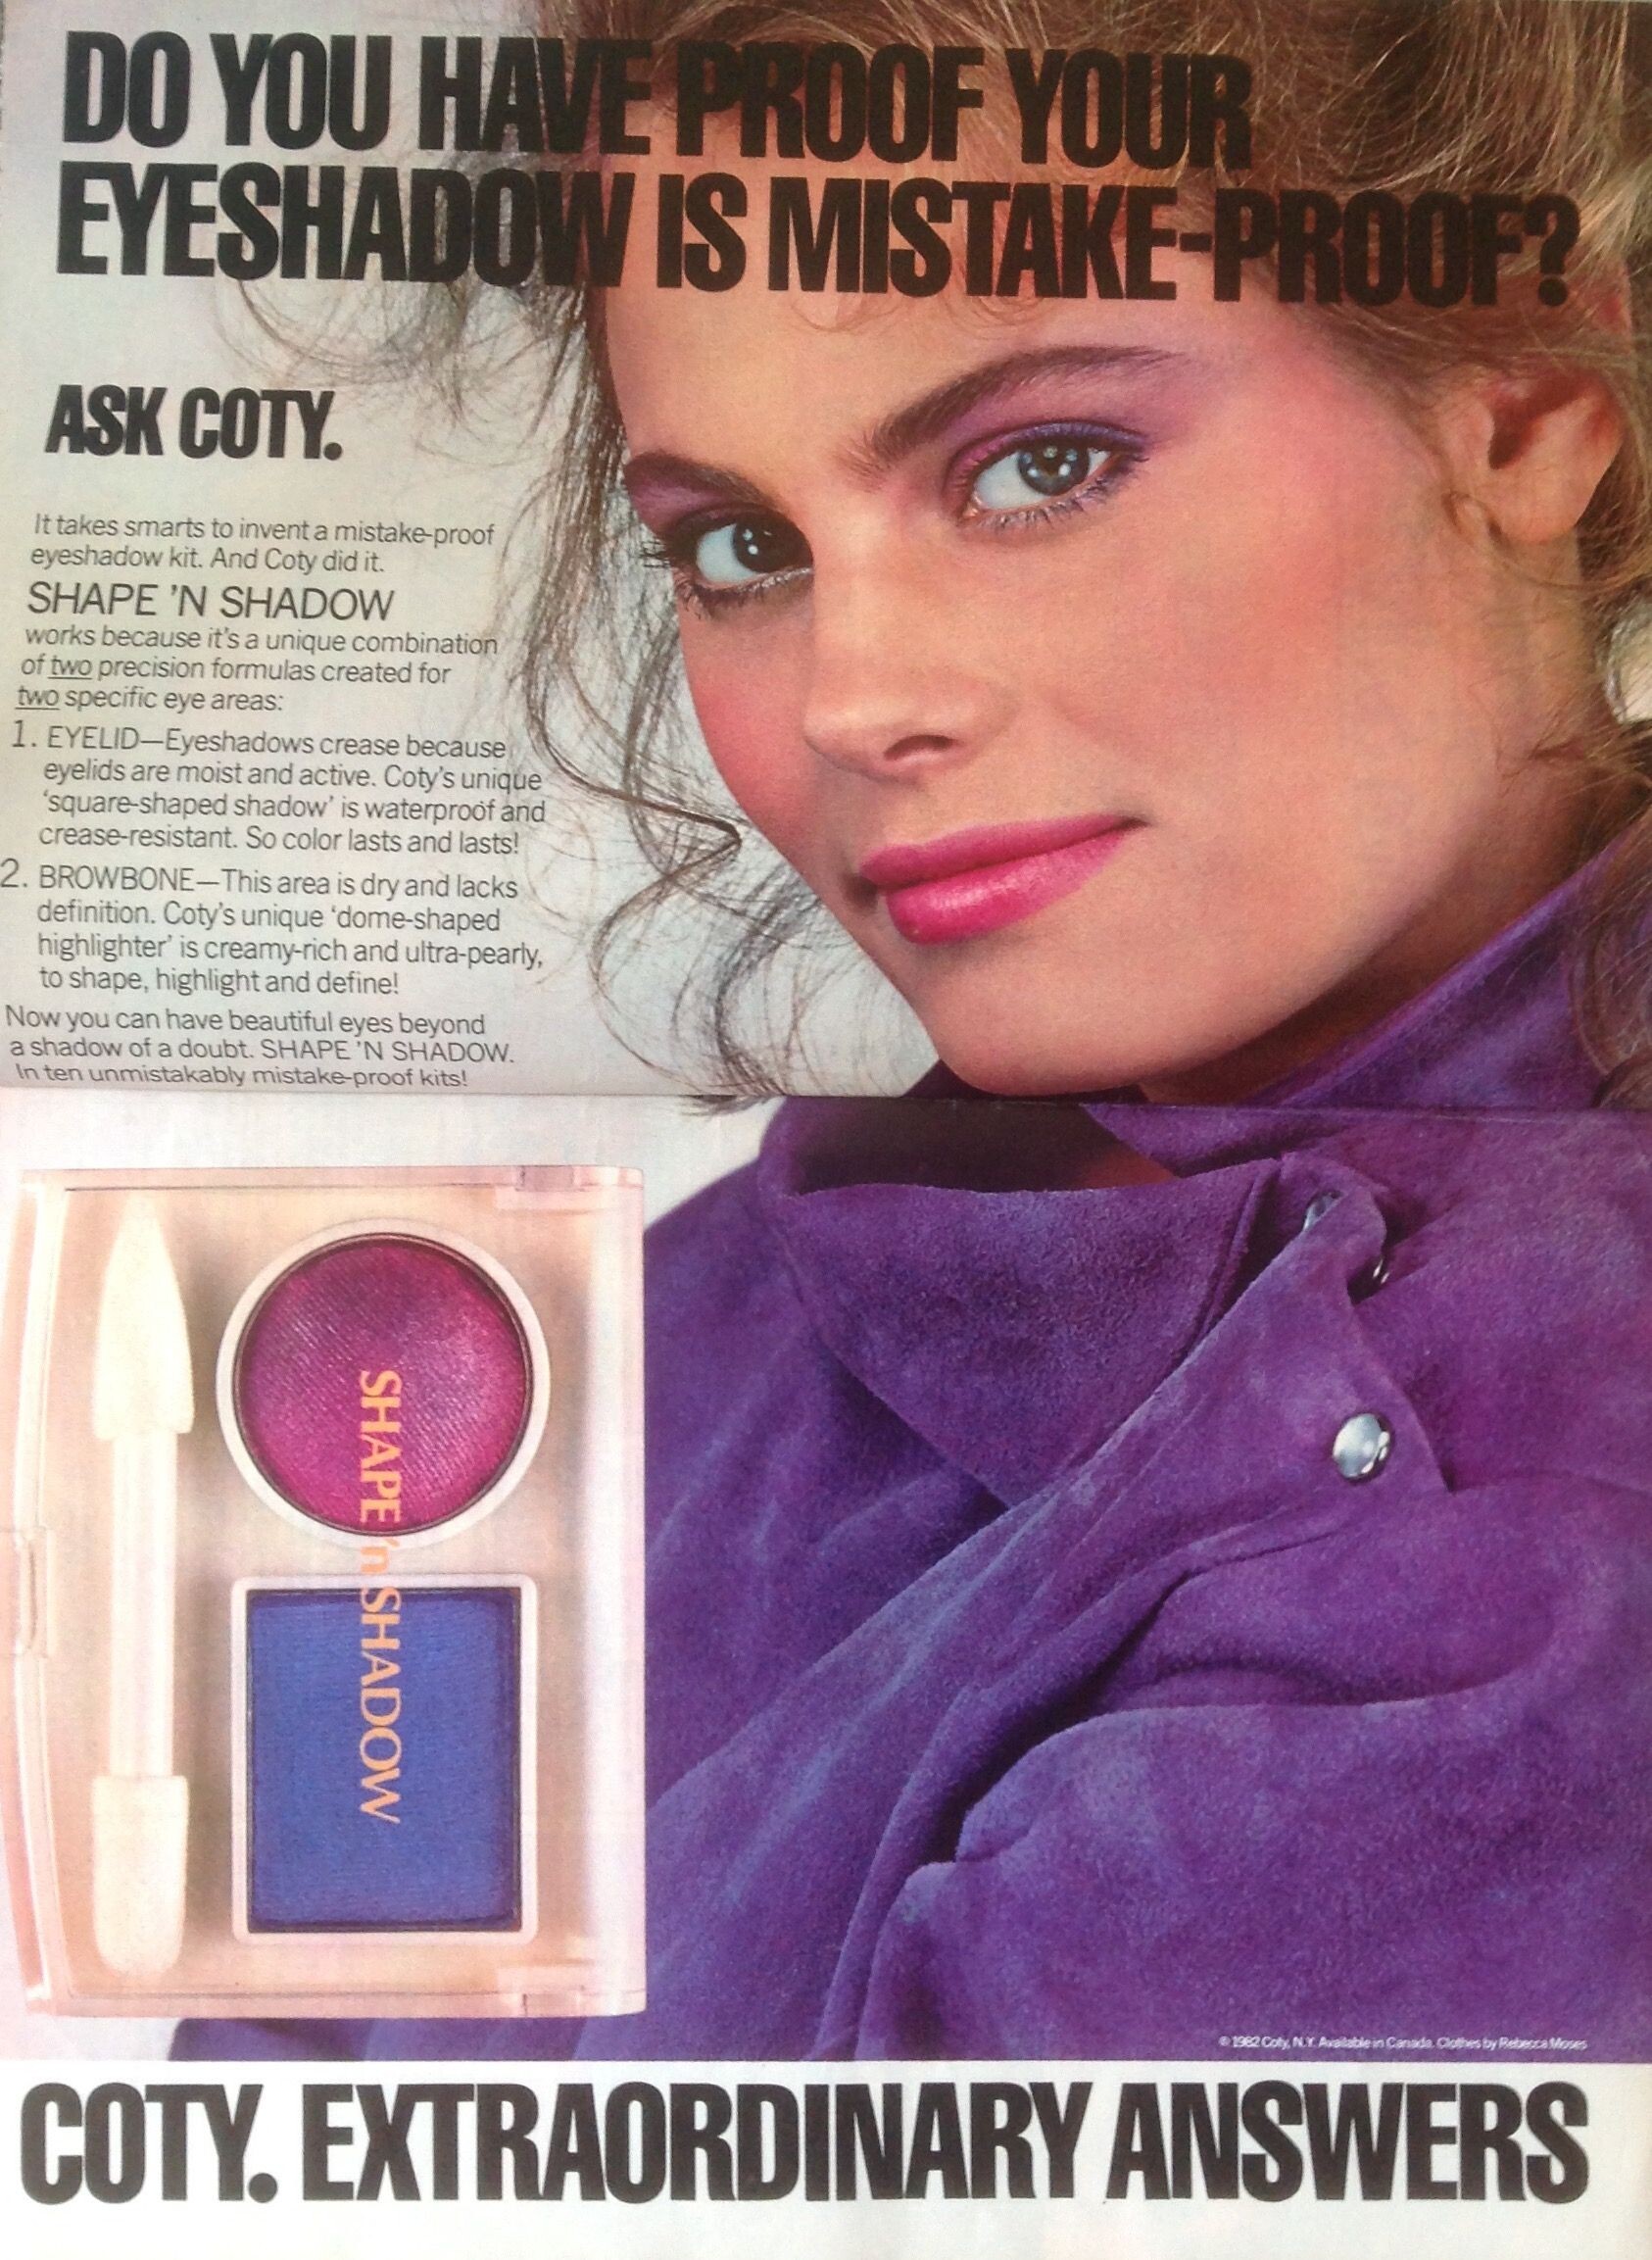 DO YOU HAVE PROOF YOUR
EYESHADOW IS MISTAKE-PROOF?
ASK COTY.
It takes smarts to invent a mistake-proof
eyeshadow kit. And Coty did it.
SHAPE 'N SHADOW
works because it's a unique combination
of two precision formulas created for
two specific eye areas:
1. EYELID—Eyeshadows crease because
eyelids are moist and active. Coty's unique
'square-shaped shadow' is waterproof and
crease-resistant. So color lasts and lasts!
2. BROWBONE—This area is dry and lacks
definition. Coty's unique 'dome-shaped
highlighter' is creamy-rich and ultra-pearly,
to shape, highlight and define!
Now you can have beautiful eyes beyond
a shadow of a doubt. SHAPE 'N SHADOW.
In ten unmistakably mistake-proof kits!
SHAPE 'n SHADOW
© 1982 Coty, N.Y. Available in Canada. Clothes by Rebecca Moses
COTY. EXTRAORDINARY ANSWERS